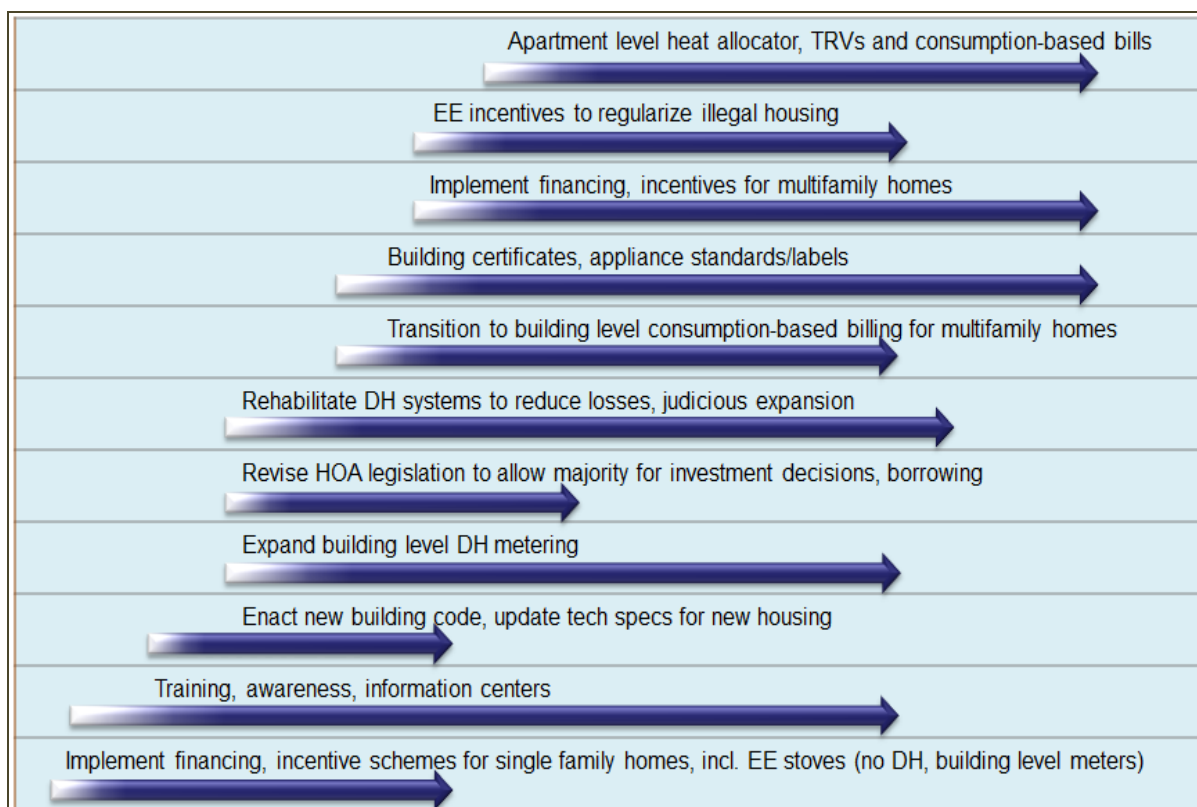 Apartment level heat allocator, TRVs and consumption-based bills
EE incentives to regularize illegal housing
Implement financing, incentives for multifamily homes
Building certificates, appliance standards/labels
Transition to building level consumption-based billing for multifamily homes
Rehabilitate DH systems to reduce losses, judicious expansion
Revise HOA legislation to allow majority for investment decisions, borrowing
Expand building level DH metering
Enact new building code, update tech specs for new housing
Training, awareness, information centers
Implement financing, incentive schemes for single family homes, incl. EE stoves (no DH, building level meters)